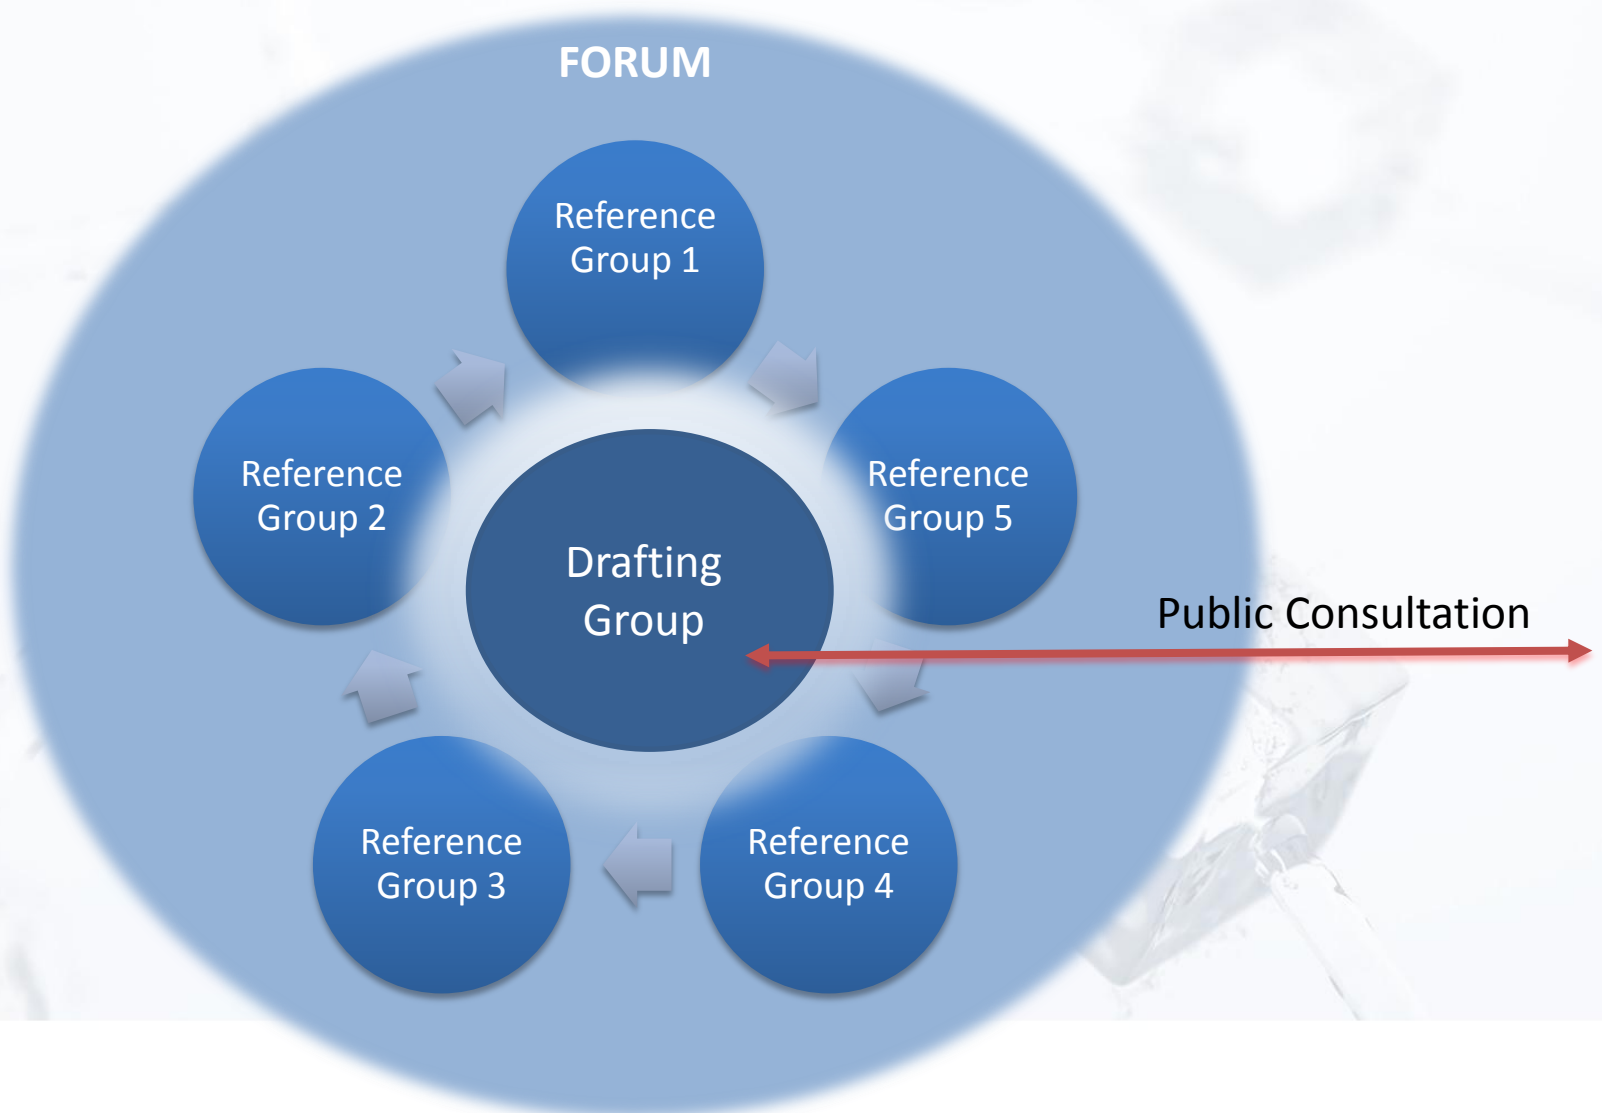 FORUM
Reference
Group 1
Reference
Group 2
Reference
Group 5
Drafting
Group
Public Consultation
Reference
Group 3
Reference
Group 4